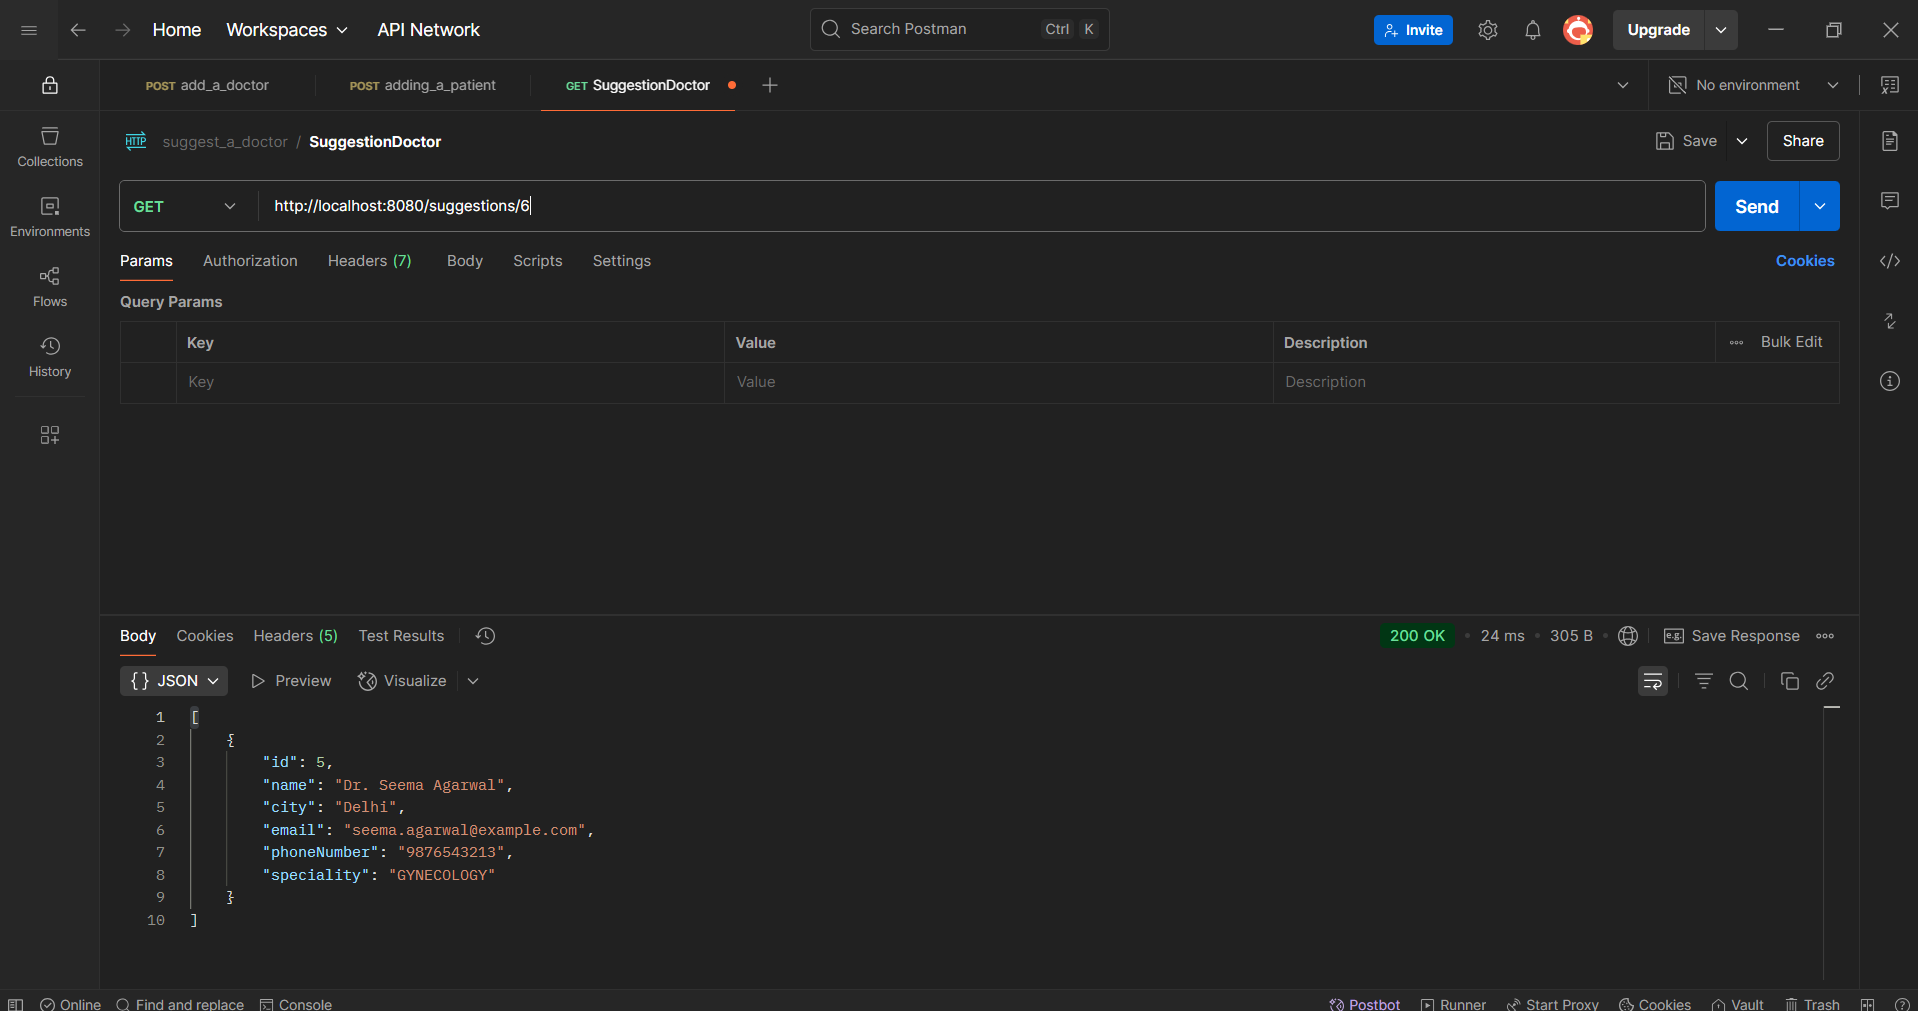 Home Workspaces API Network Search Postman Ctrl K Invite Upgrade
POST add_a_doctor POST adding_a_patient GET SuggestionDoctor No environment
HTTP suggest_a_doctor / SuggestionDoctor Save Share
Collections
GET http://localhost:8080/suggestions/6 Send
Environments
Params Authorization Headers (7) Body Scripts Settings Cookies
Flows
Query Params
Key Value Description Bulk Edit
History
Key Value Description
Body Cookies Headers (5) Test Results 200 OK • 24 ms • 305 B e.g. Save Response
{} JSON Preview Visualize
1 [
2 {
3 "id": 5,
4 "name": "Dr. Seema Agarwal",
5 "city": "Delhi",
6 "email": "seema.agarwal@example.com",
7 "phoneNumber": "9876543213",
8 "speciality": "GYNECOLOGY"
9 }
10 ]
Online Find and replace Console Postbot Runner Start Proxy Cookies Vault Trash